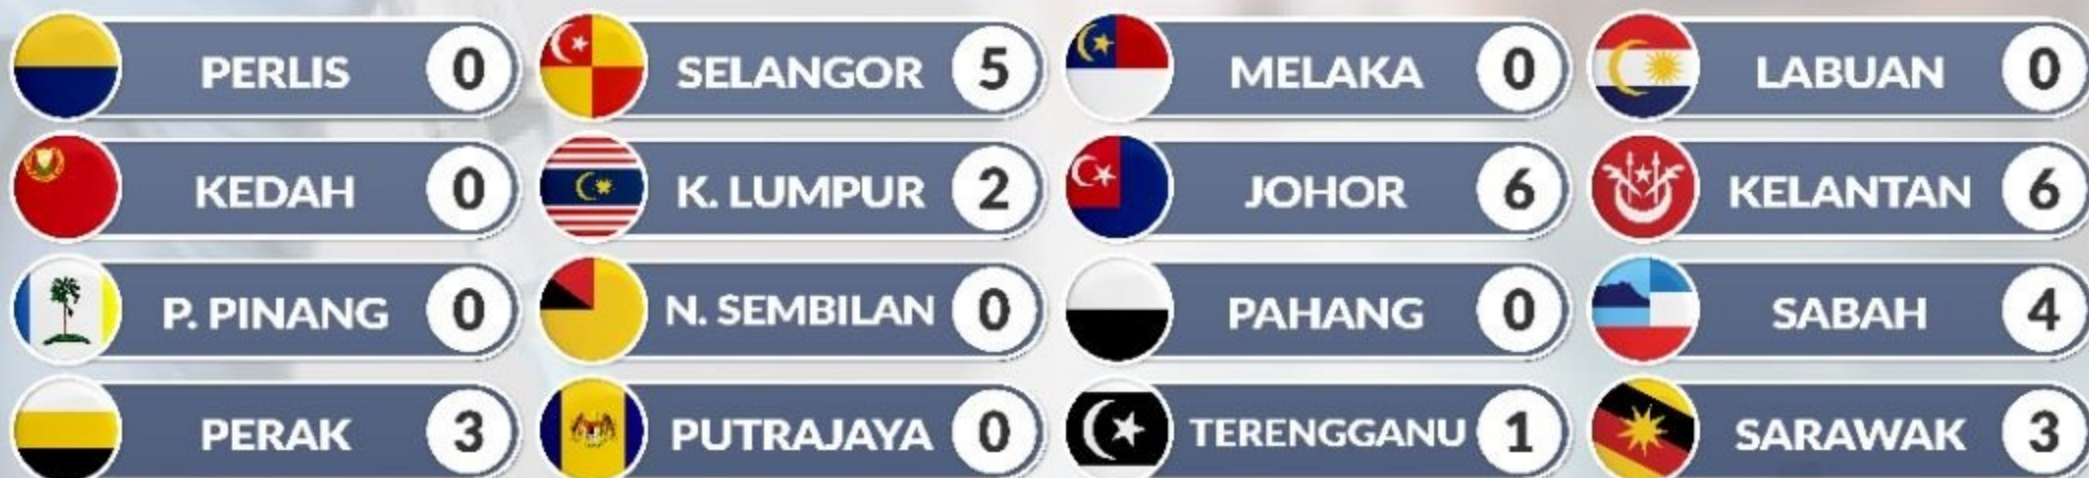 PERLIS 0 SELANGOR 5 MELAKA 0 LABUAN 0
KEDAH 0 K. LUMPUR 2 JOHOR 6 KELANTAN 6
P. PINANG 0 N. SEMBILAN 0 PAHANG 0 SABAH 4
PERAK 3 PUTRAJAYA 0 TERENGGANU 1 SARAWAK 3